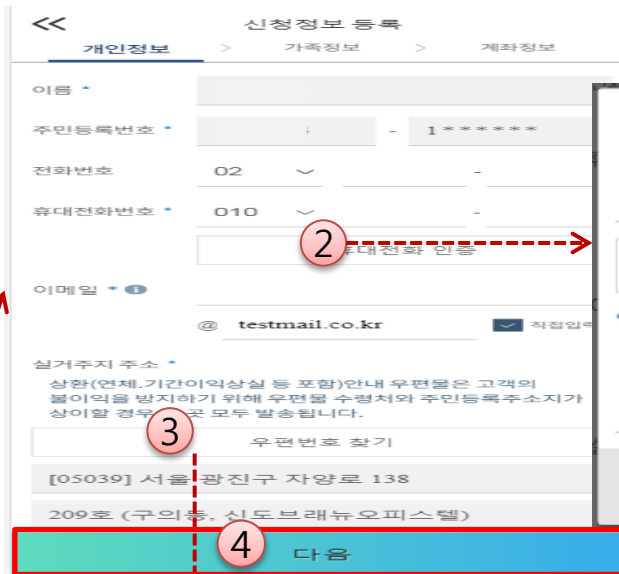 << 신청정보 등록
개인정보 > 가족정보 > 계좌정보
이름 *
주민등록번호 * - 1******
전화번호 02 -
휴대전화번호 * 010 -
2 휴대전화 인증
이메일 *
@ testmail.co.kr 직접입력
실거주지 주소 *
상환(연체.기간이익상실 등 포함)안내 우편물은 고객의
불이익을 방지하기 위해 우편물 수령처와 주민등록주소지가
상이할 경우 곳 모두 발송됩니다.
3 우편번호 찾기
[05039] 서울 광진구 자양로 138
209호 (구의동, 신도브래뉴오피스텔)
4 다음